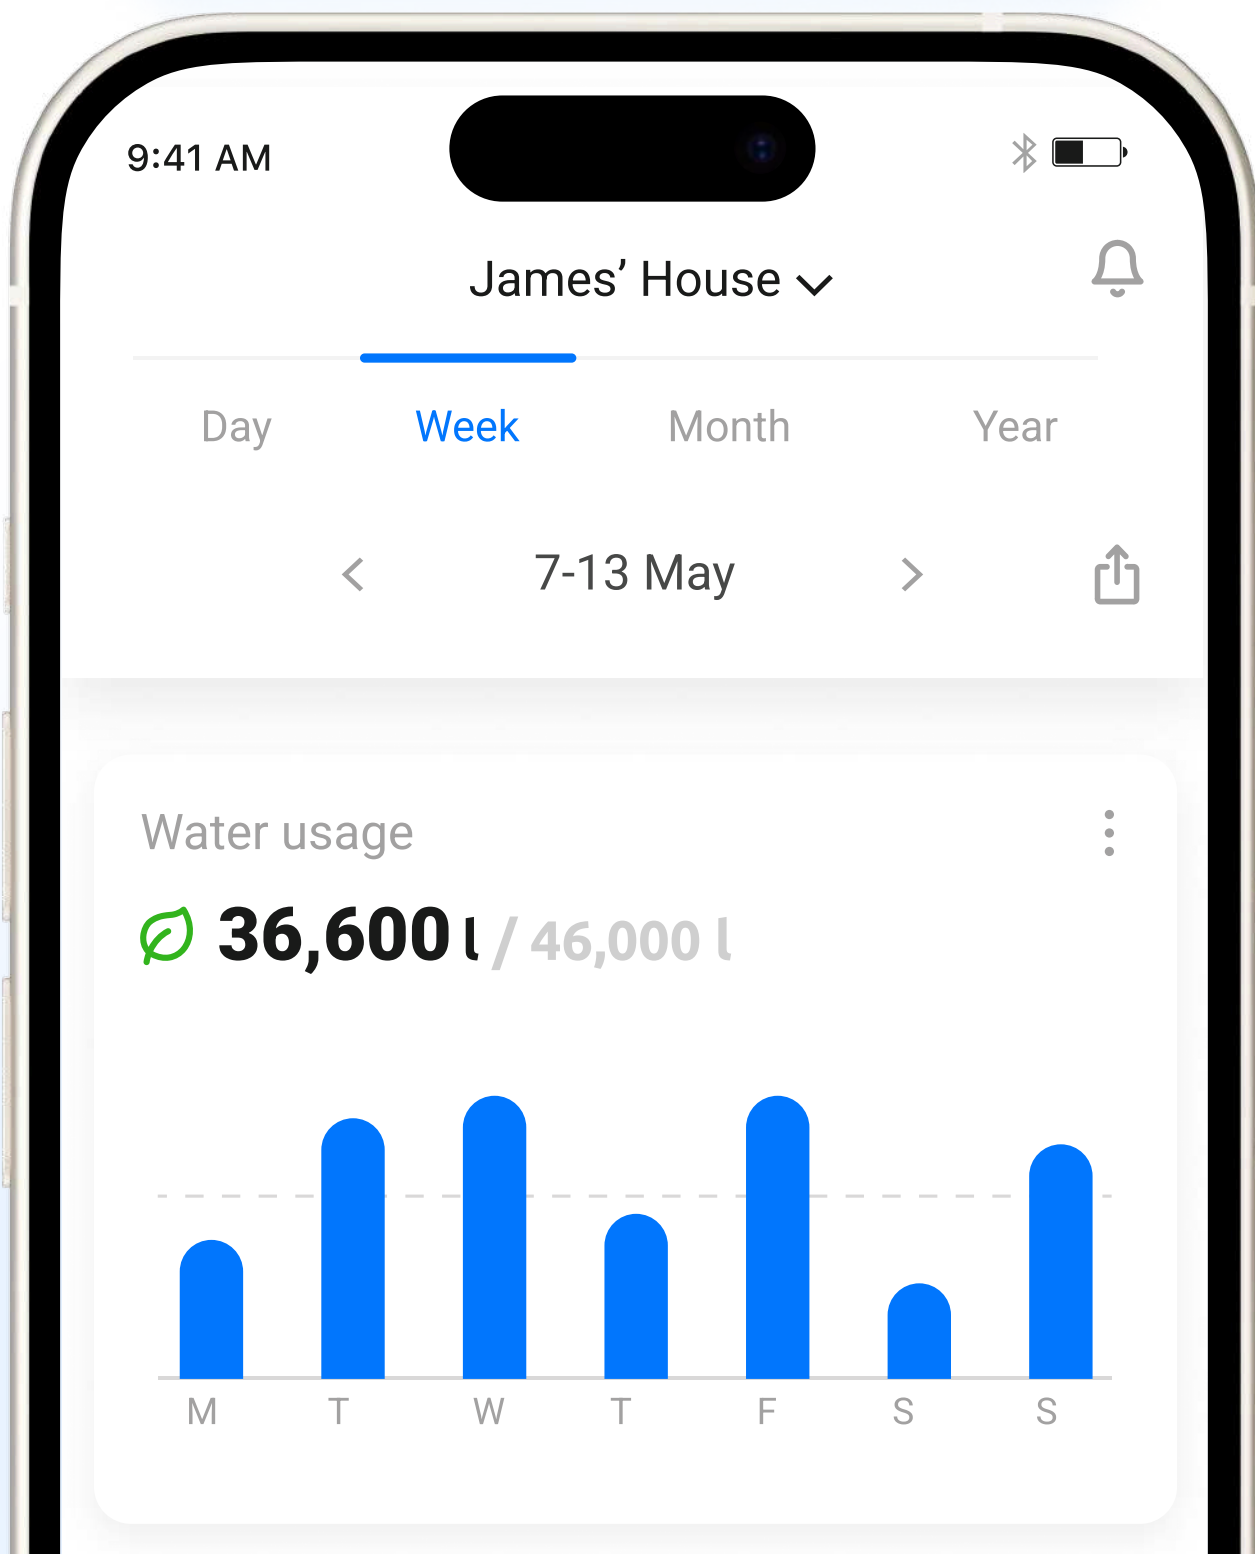 9:41 AM
James’ House
Day Week Month Year
7-13 May
Water usage
36,600 l / 46,000 l
M T W T F S S